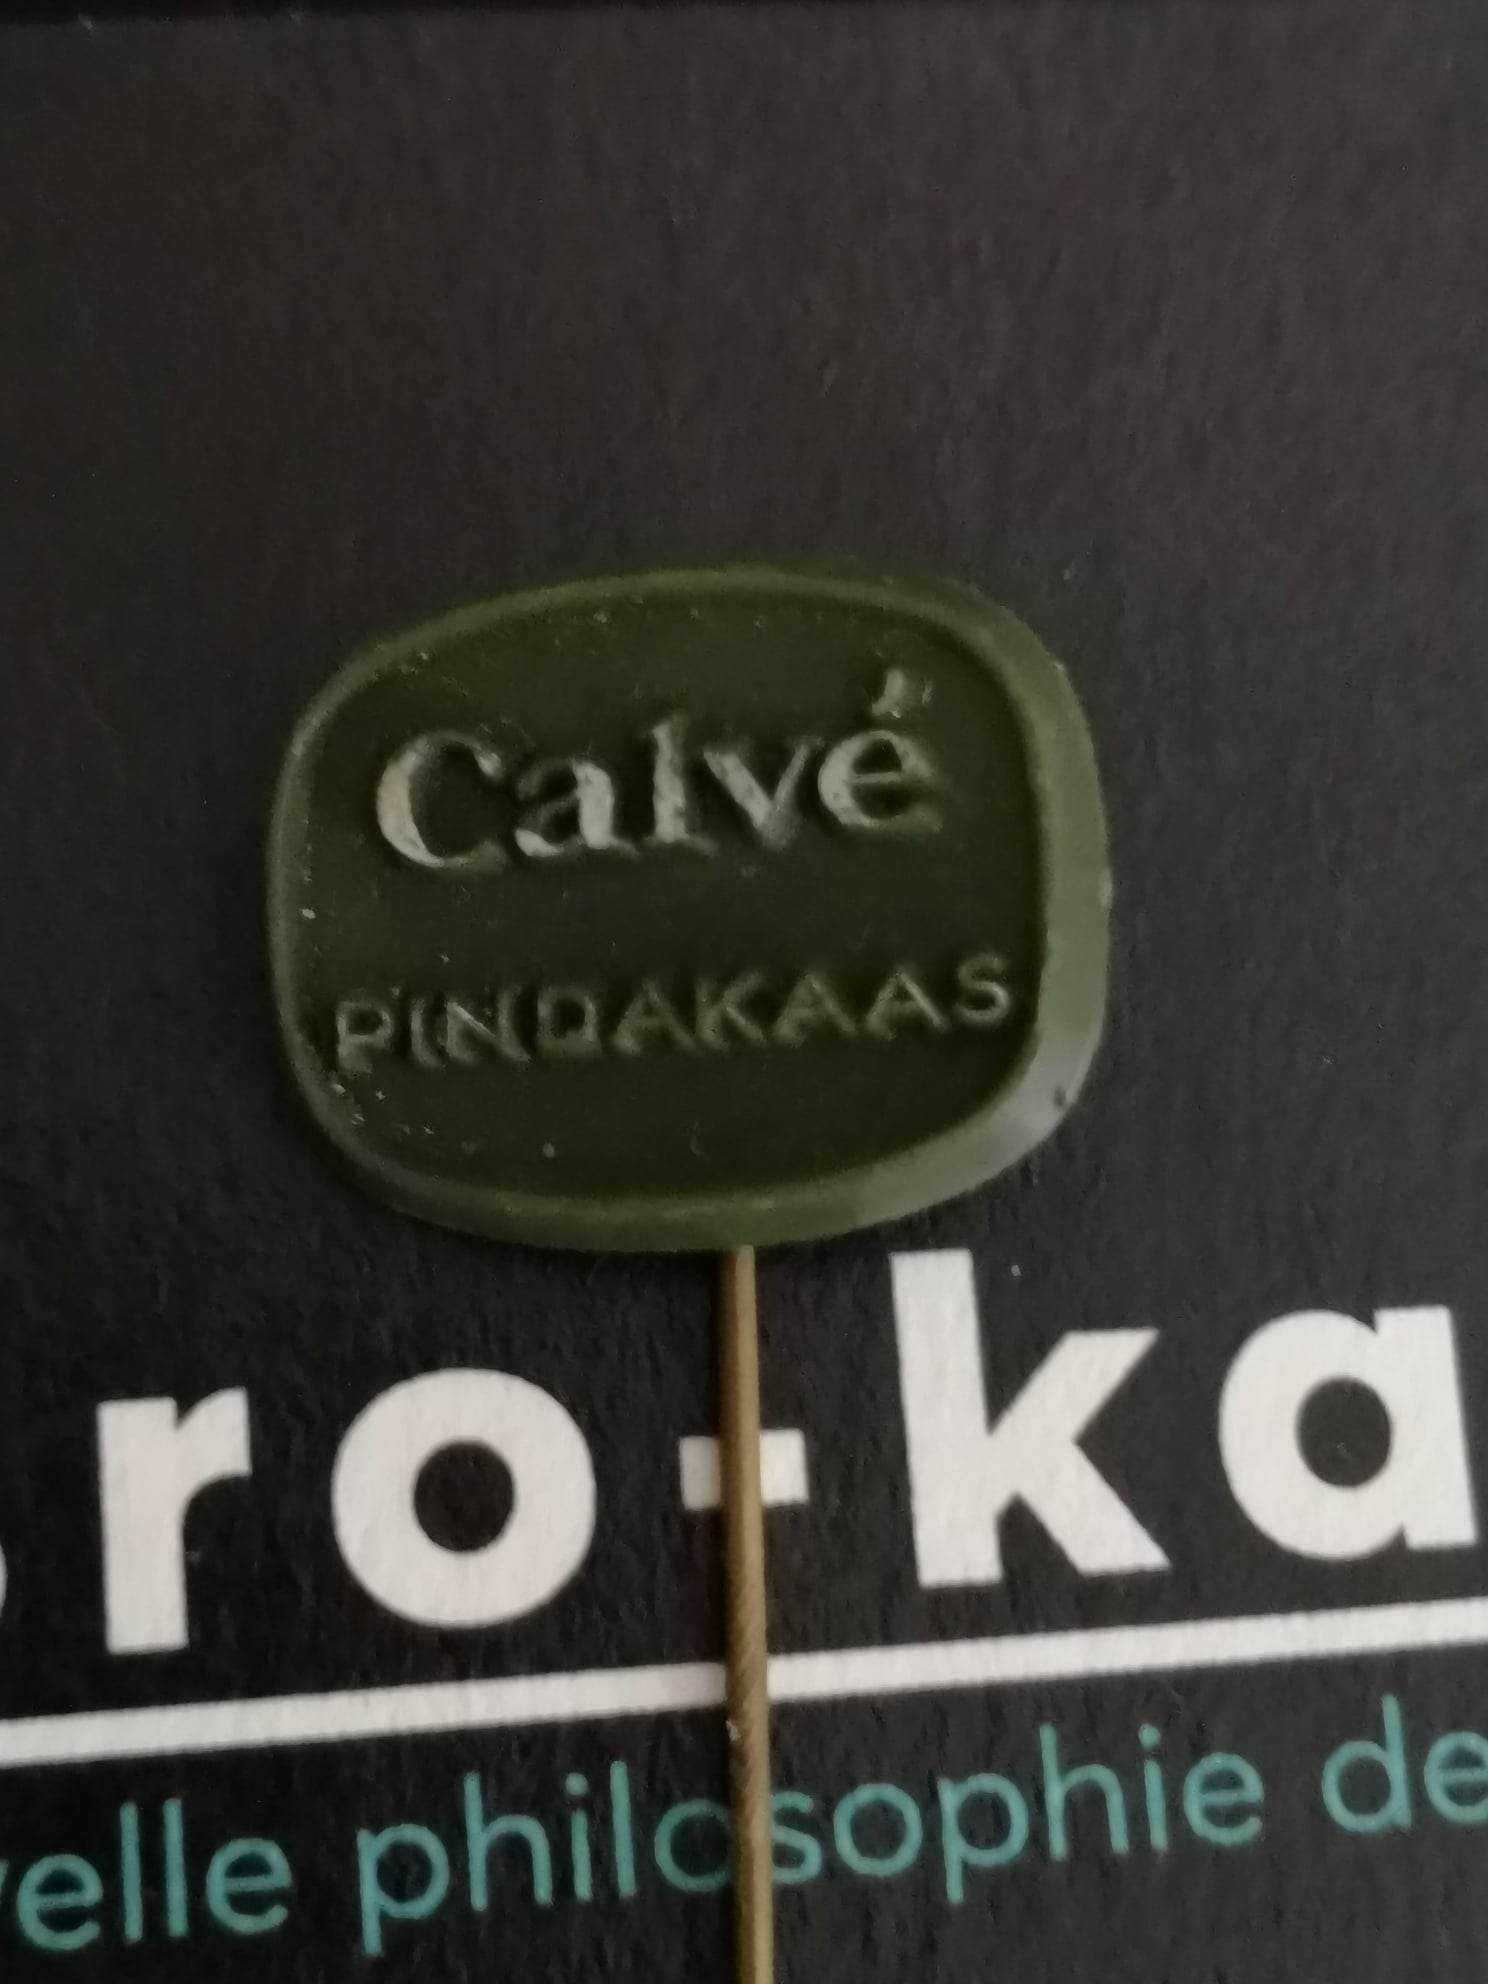 Calvé
PINDAKAAS
ro-ka
elle philosophie de